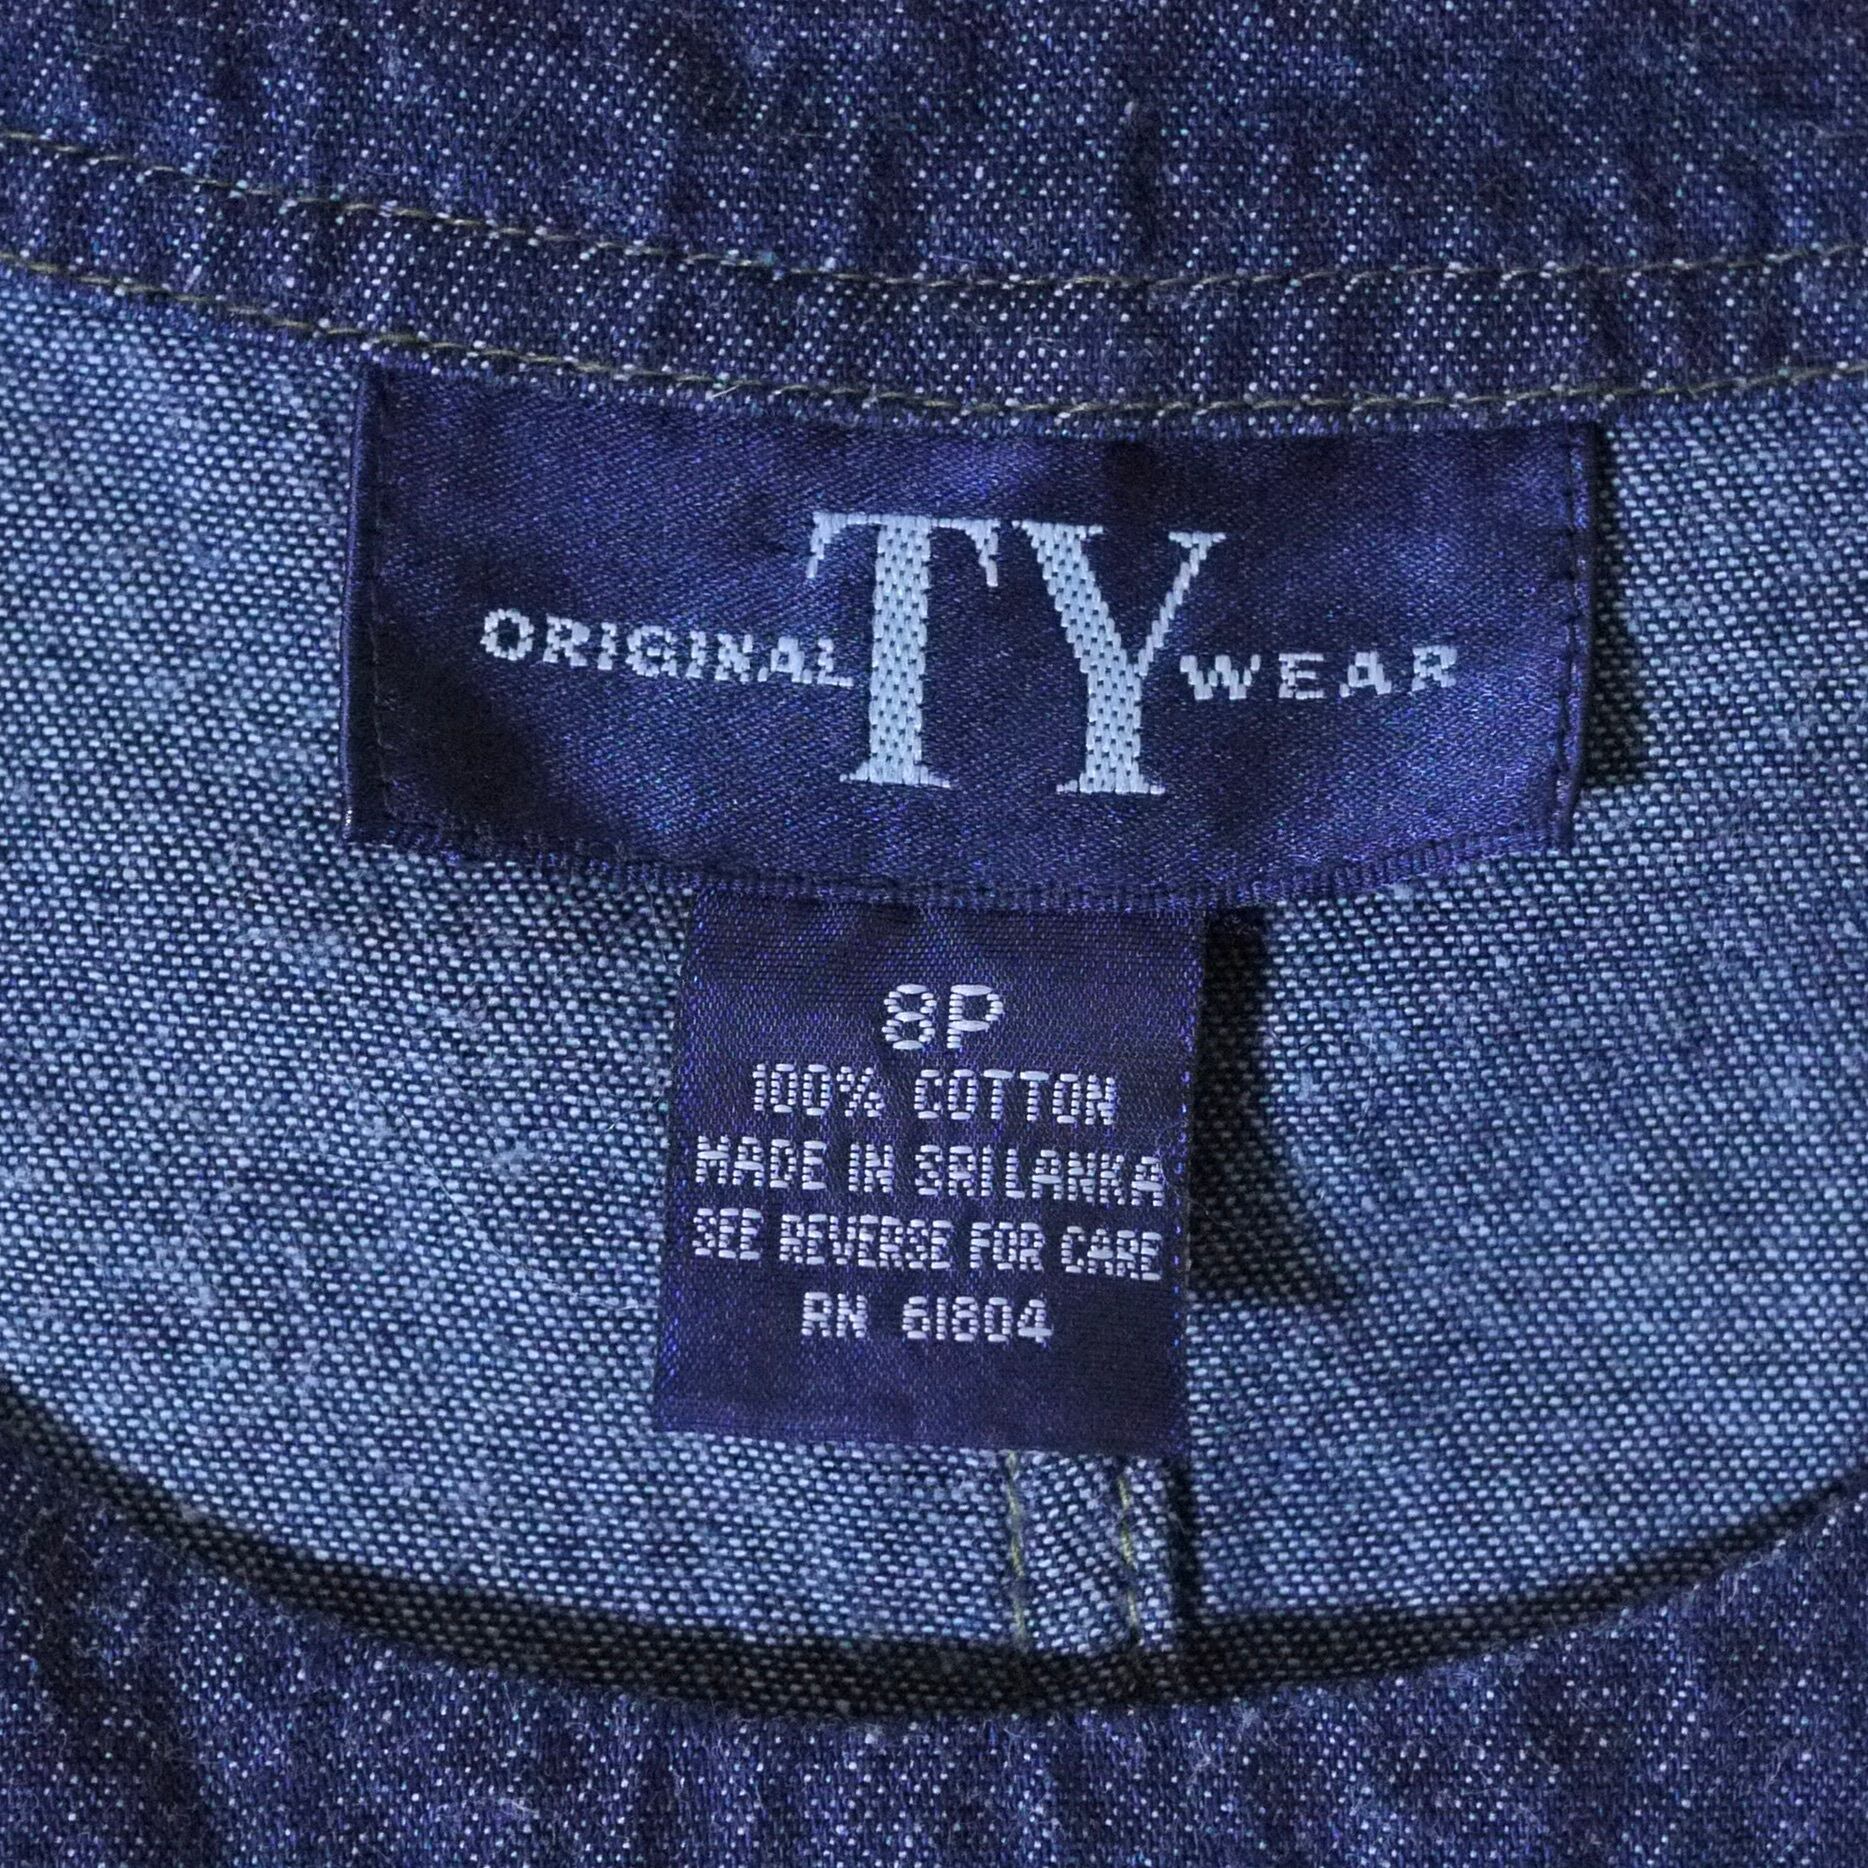 ORIGINAL TY WEAR
8P
100% COTTON
MADE IN SRI LANKA
SEE REVERSE FOR CARE
RN 61804